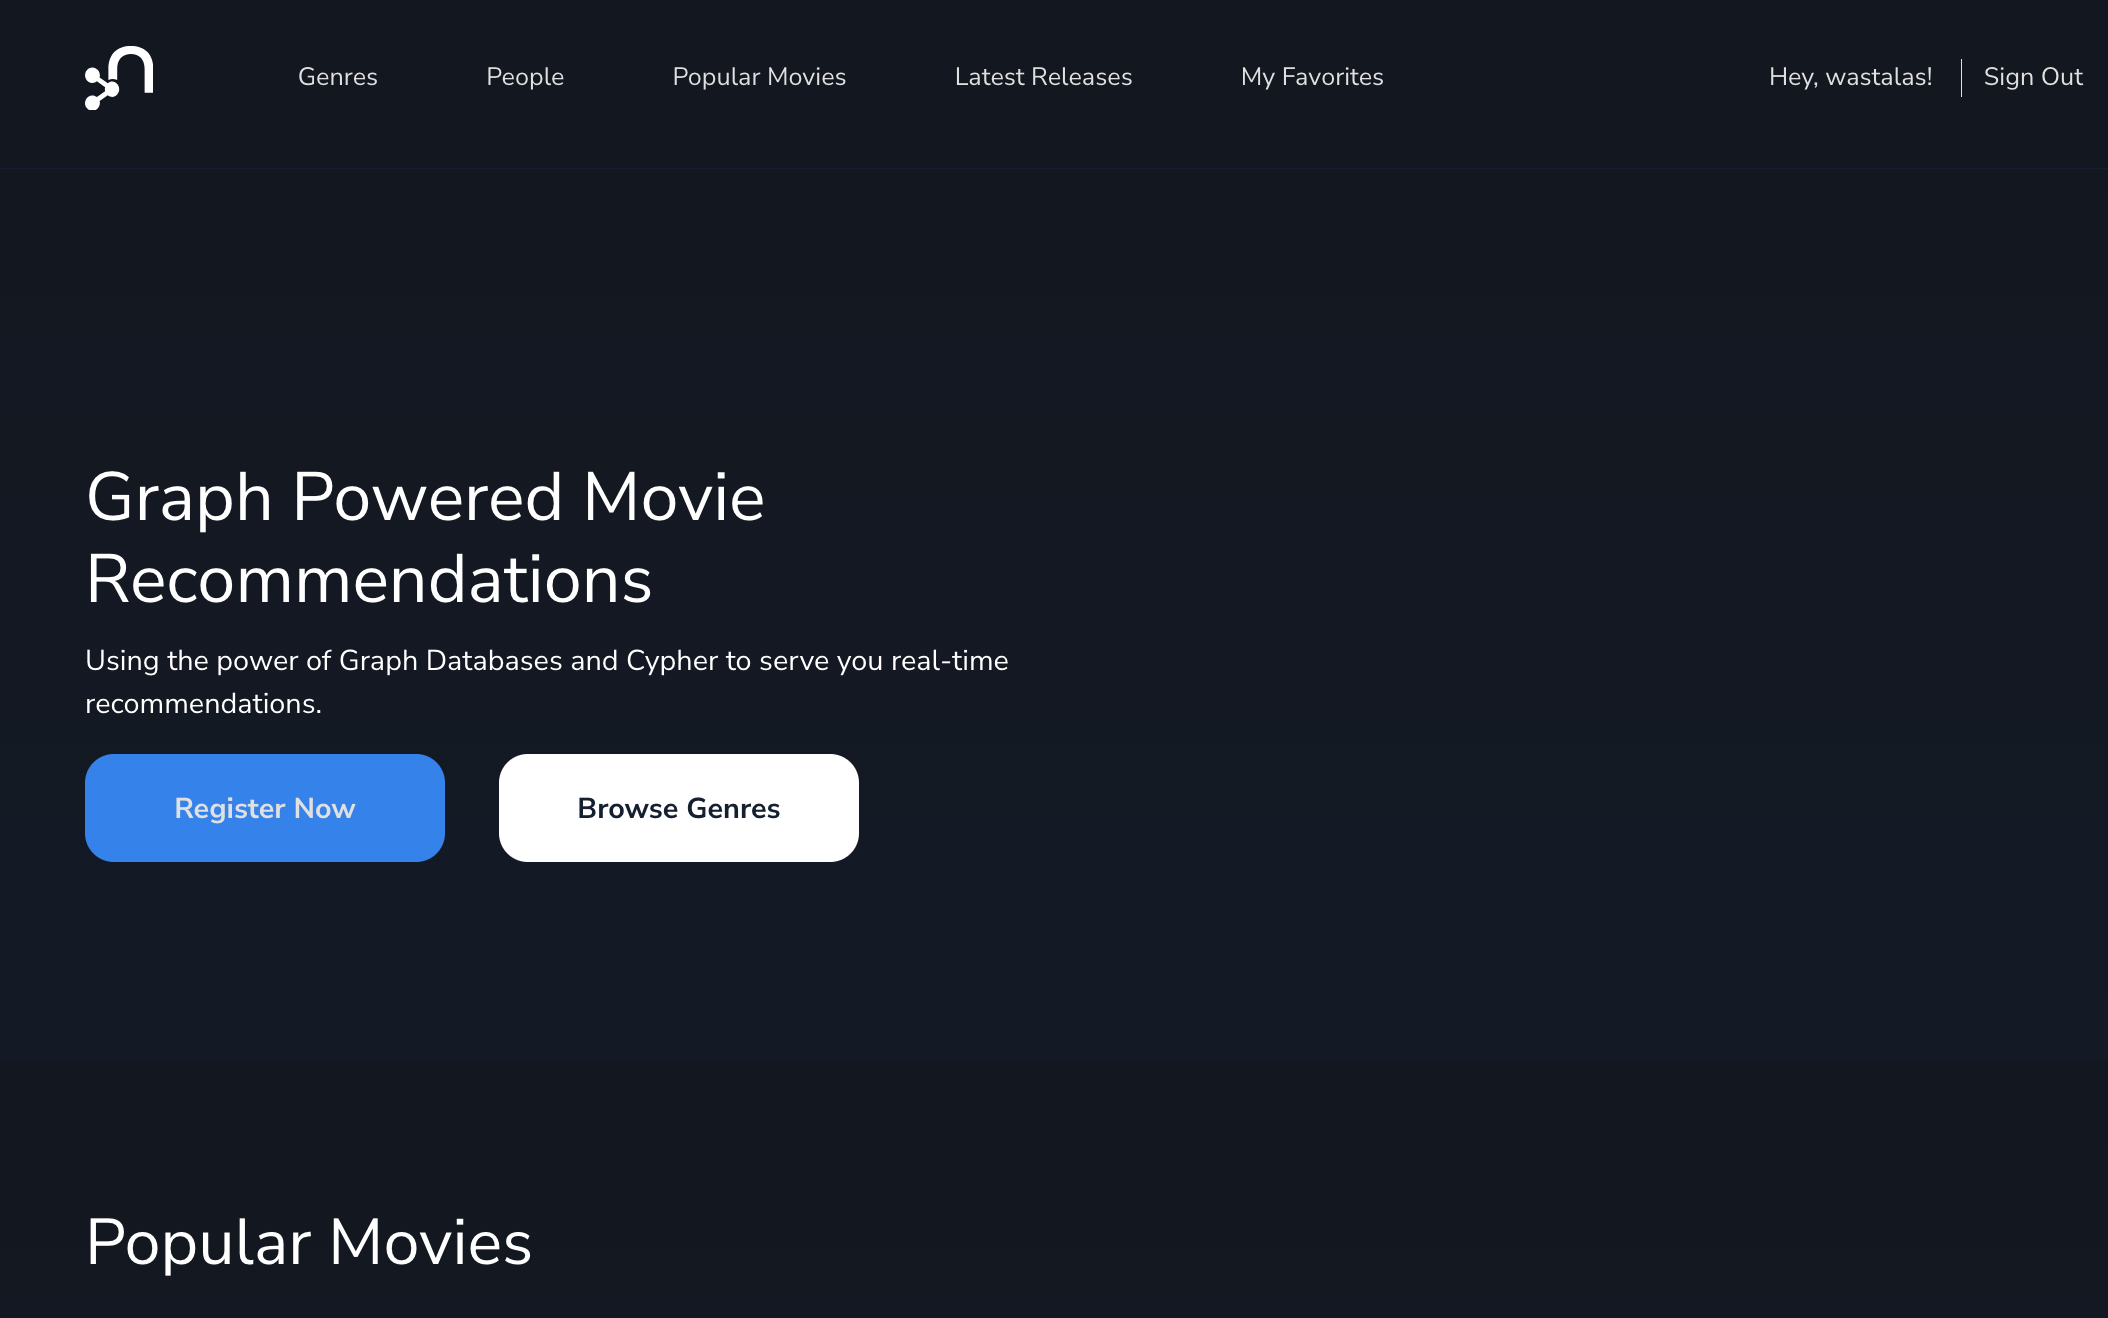 Genres
People
Popular Movies
Latest Releases
My Favorites
Hey, wastalas!
Sign Out
Graph Powered Movie
Recommendations
Using the power of Graph Databases and Cypher to serve you real-time
recommendations.
Register Now
Browse Genres
Popular Movies